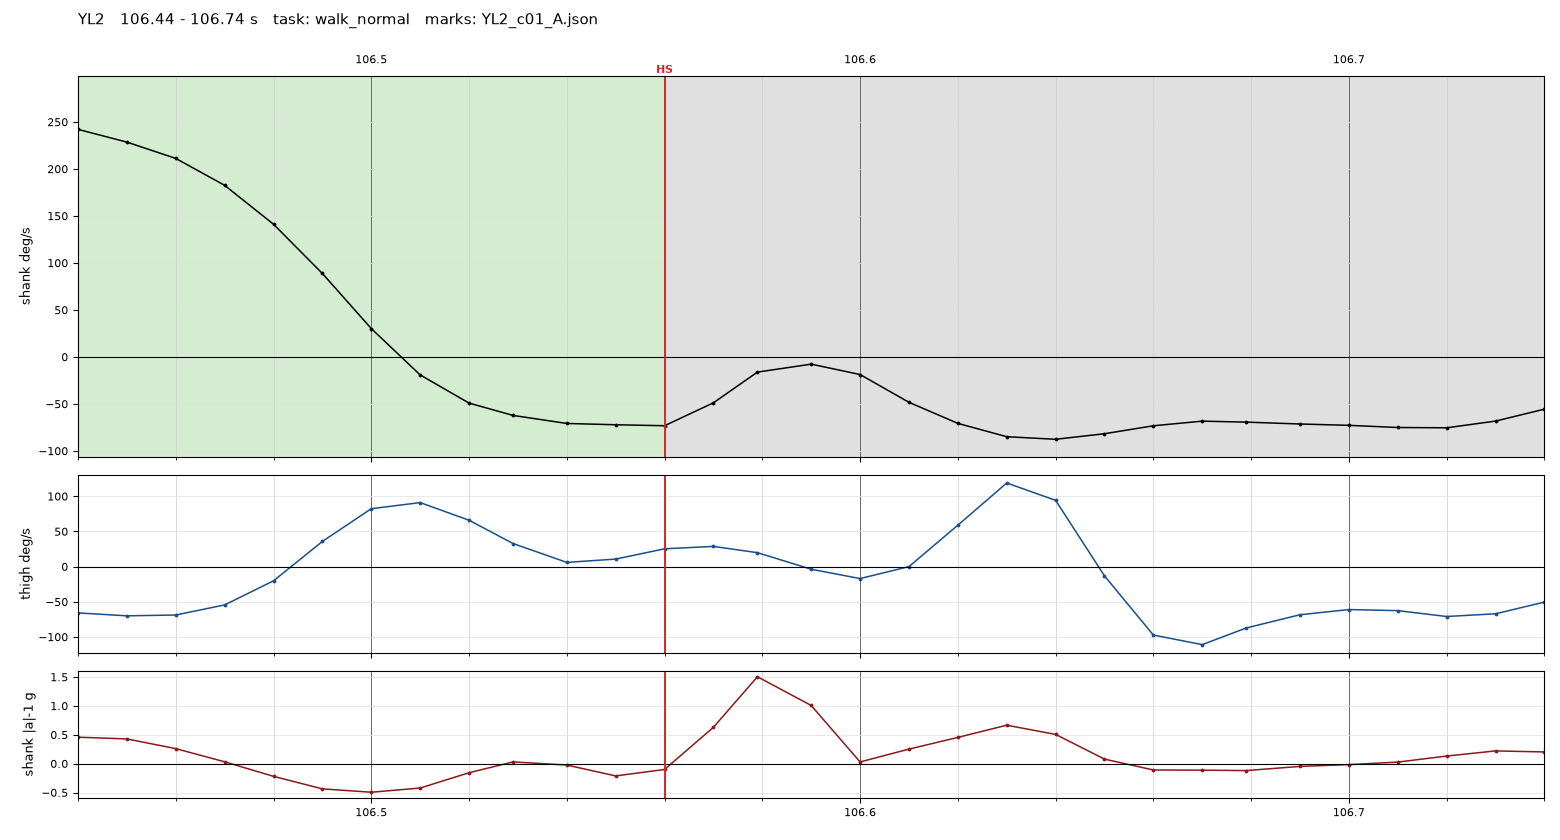 YL2   106.44 - 106.74 s   task: walk_normal   marks: YL2_c01_A.json
106.5 106.6 106.7
HS
shank deg/s
250
200
150
100
50
0
−50
−100
thigh deg/s
100
50
0
−50
−100
shank |a|-1 g
1.5
1.0
0.5
0.0
−0.5
106.5 106.6 106.7